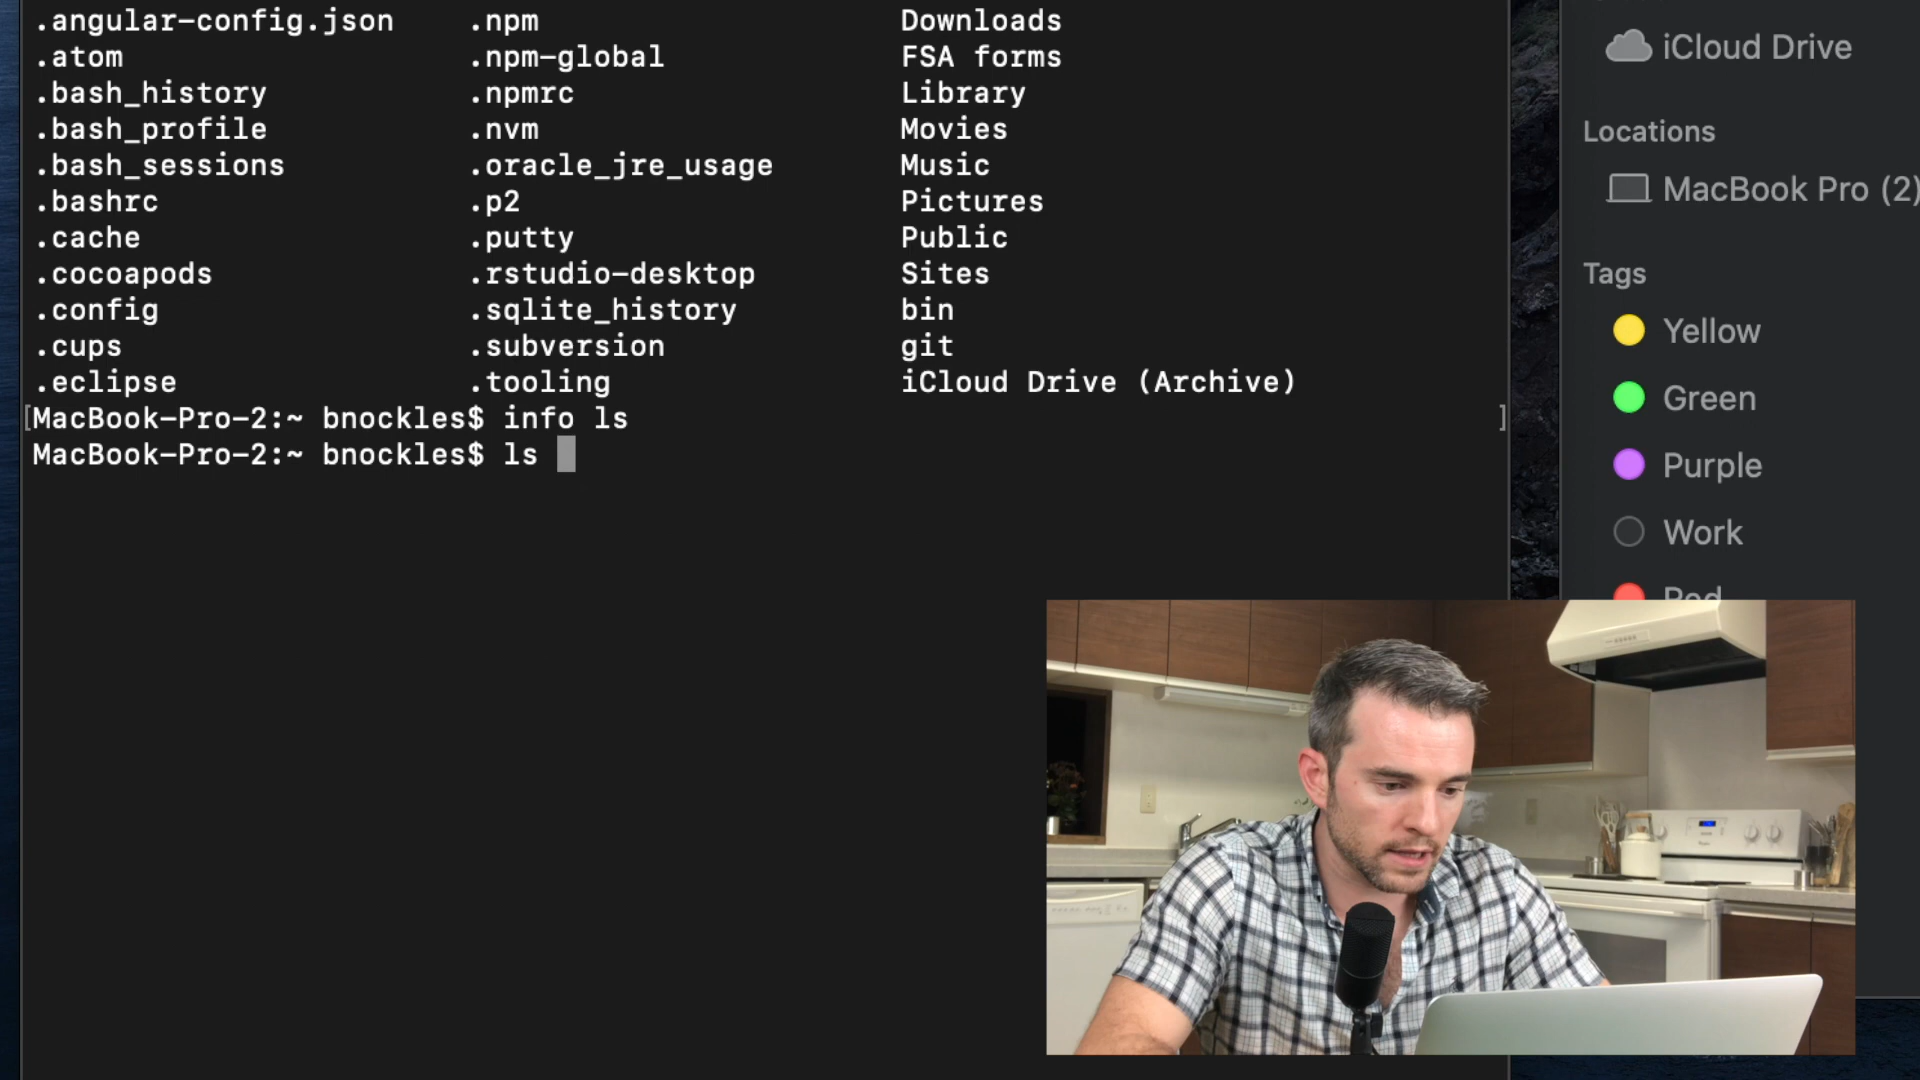 .angular-config.json .npm Downloads
.atom .npm-global FSA forms
.bash_history .npmrc Library
.bash_profile .nvm Movies
.bash_sessions .oracle_jre_usage Music
.bashrc .p2 Pictures
.cache .putty Public
.cocoapods .rstudio-desktop Sites
.config .sqlite_history bin
.cups .subversion git
.eclipse .tooling iCloud Drive (Archive)
[MacBook-Pro-2:~ bnockles$ info ls ]
MacBook-Pro-2:~ bnockles$ ls
iCloud Drive
Locations
MacBook Pro (2)
Tags
Yellow
Green
Purple
Work
Red